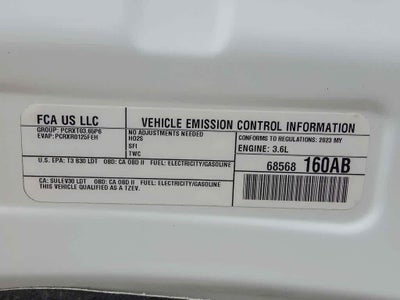 FCA US LLC
GROUP: PCRXT03.65P6
EVAP: PCRXR0125FEH
VEHICLE EMISSION CONTROL INFORMATION
NO ADJUSTMENTS NEEDED
HO2S
SFI
TWC
CONFORMS TO REGULATIONS: 2023 MY
ENGINE: 3.6L
68568 160AB
U.S. EPA: T3 B30 LDT OBD: CA OBD II FUEL: ELECTRICITY/GASOLINE
CA: SULEV30 LDT OBD: CA OBD II FUEL: ELECTRICITY/GASOLINE
THIS VEHICLE QUALIFIES AS A TZEV.